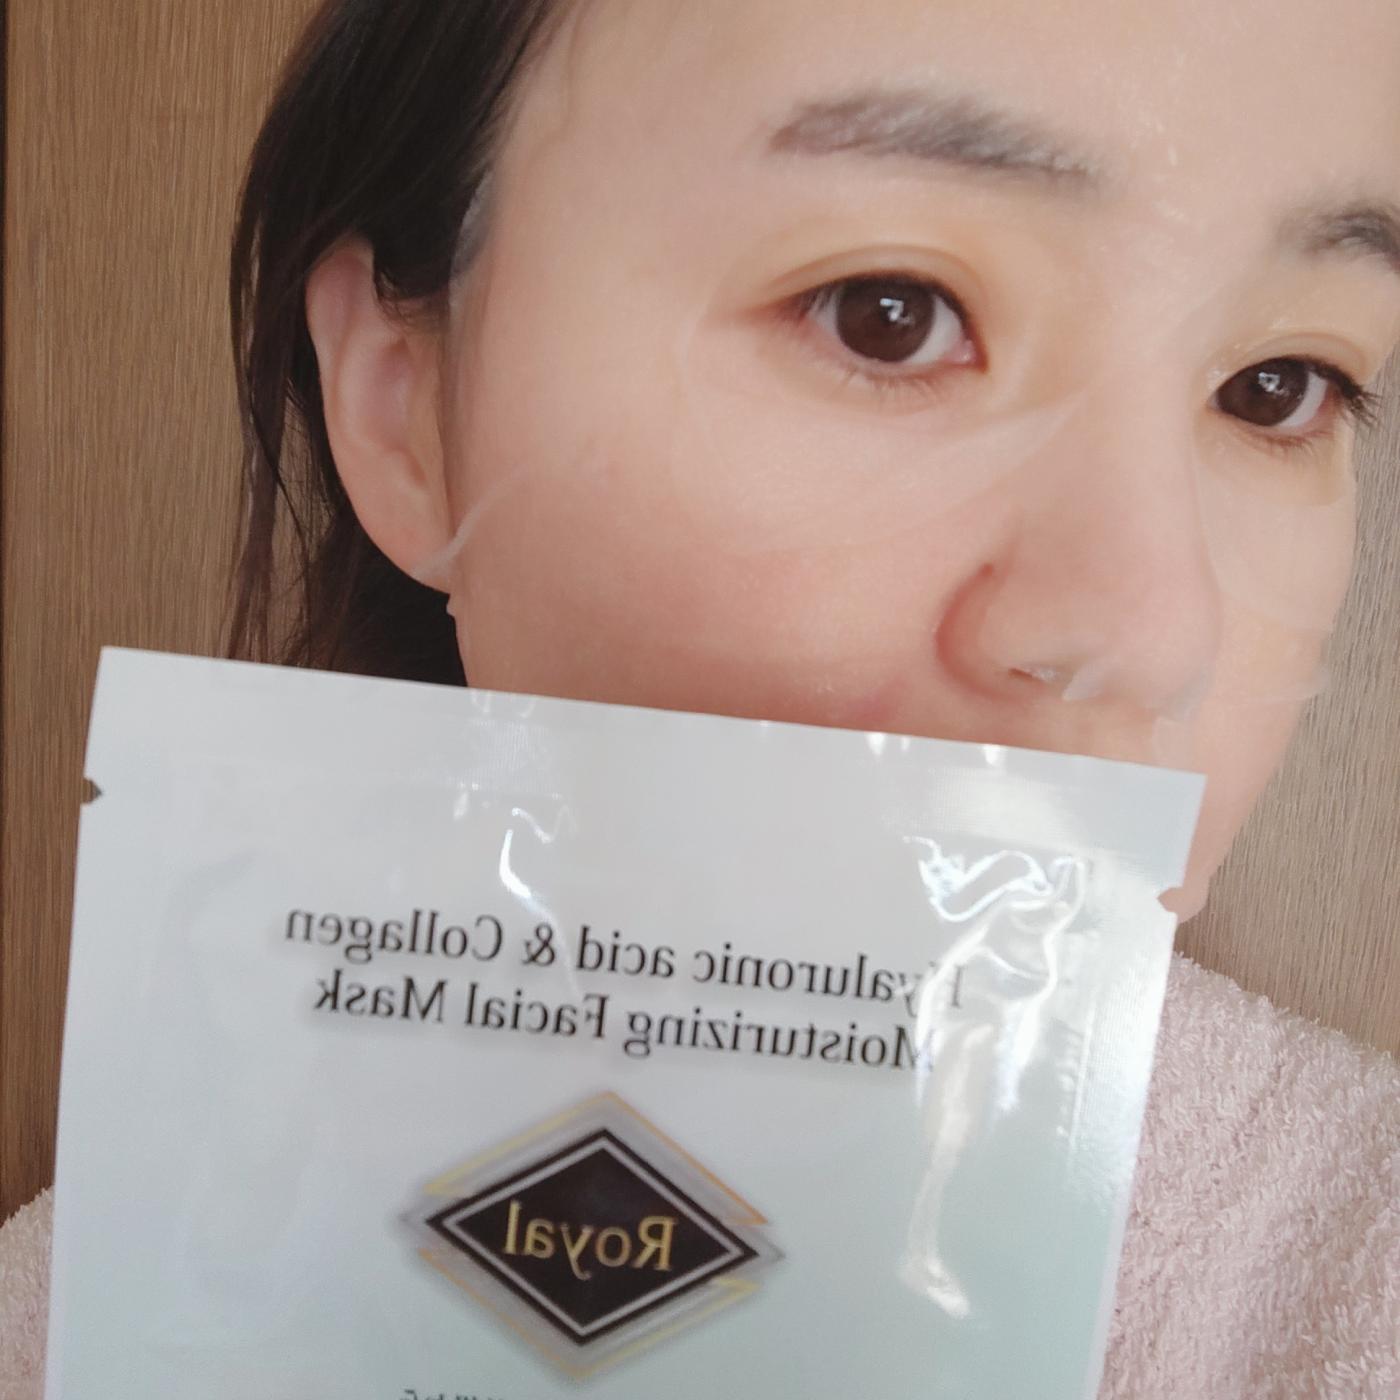 Hyaluronic acid & Collagen
Moisturizing Facial Mask
Royal